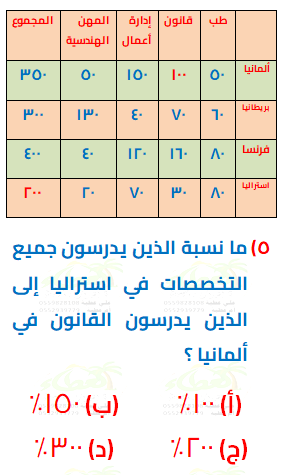 طب قانون إدارة أعمال المهن الهندسية المجموع
ألمانيا ٥٠ ١٠٠ ١٥٠ ٥٠ ٣٥٠
بريطانيا ٦٠ ٧٠ ٤٠ ١٣٠ ٣٠٠
فرنسا ٨٠ ١٦٠ ١٢٠ ٤٠ ٤٠٠
استراليا ٨٠ ٣٠ ٧٠ ٢٠ ٢٠٠
٥) ما نسبة الذين يدرسون جميع
التخصصات في استراليا إلى
الذين يدرسون القانون في
ألمانيا ؟
(أ) ١٠٠٪ (ب) ١٥٠٪
(ج) ٢٠٠٪ (د) ٣٠٠٪